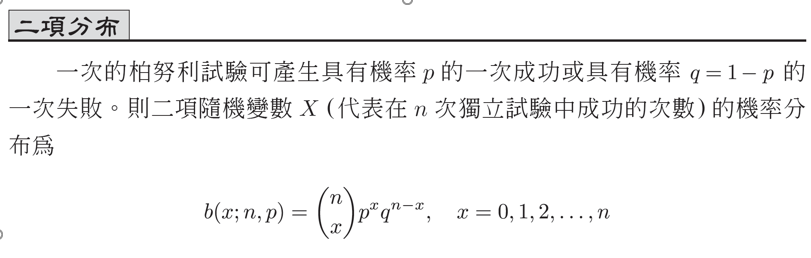 二項分布
一次的柏努利試驗可產生具有機率 p 的一次成功或具有機率 q = 1 − p 的
一次失敗。則二項隨機變數 X (代表在 n 次獨立試驗中成功的次數) 的機率分
布為
b(x; n, p) = \binom{n}{x} p^x q^{n−x}, x = 0, 1, 2, . . . , n